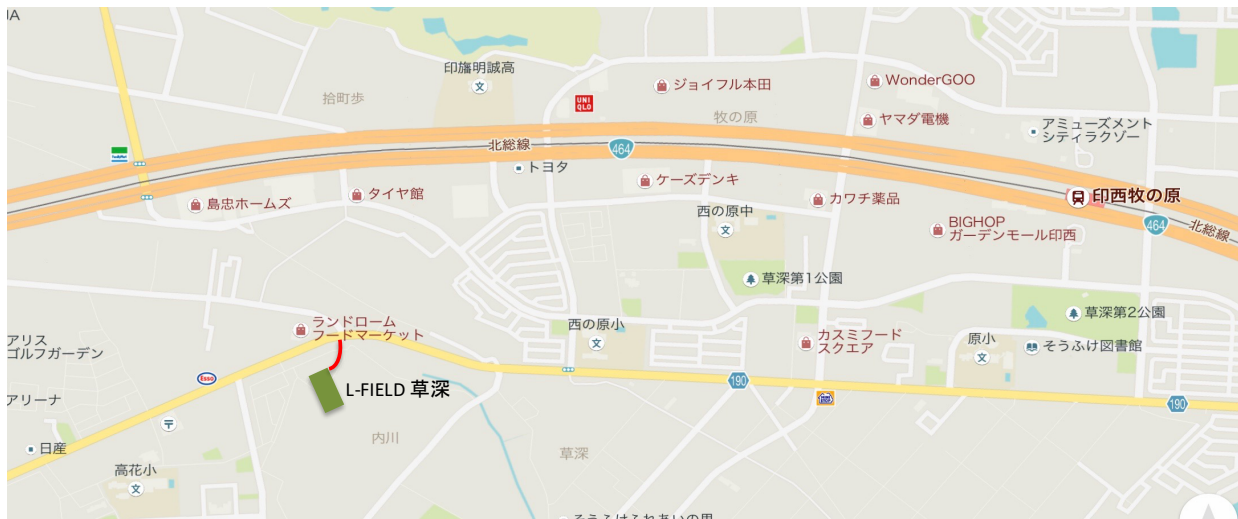 印旛明誠高
ジョイフル本田
WonderGOO
拾町歩
UNI
QLO
牧の原
ヤマダ電機
アミューズメント
シティラクゾー
北総線
464
トヨタ
ケーズデンキ
タイヤ館
島忠ホームズ
カワチ薬品
印西牧の原
西の原中
BIGHOP
ガーデンモール印西
464
北総線
草深第1公園
草深第2公園
ランドローム
フードマーケット
西の原小
カスミフード
スクエア
原小
そうふけ図書館
アリス
ゴルフガーデン
Esso
190
L-FIELD 草深
190
アリーナ
〒
内川
草深
日産
高花小
文
文
文
文
文